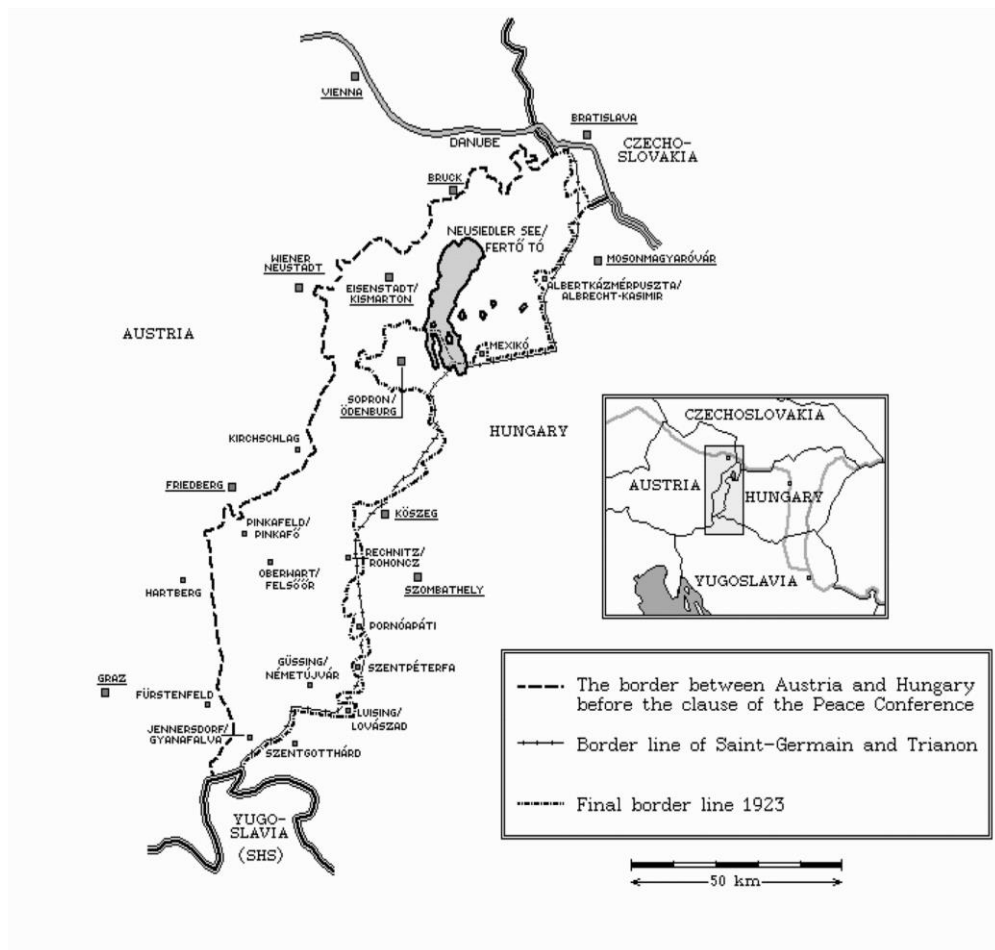 VIENNA
DANUBE
BRATISLAVA
CZECHO-
SLOVAKIA
BRUCK
NEUSIEDLER SEE/
FERTŐ TÓ
MOSONMAGYARÓVÁR
WIENER
NEUSTADT
EISENSTADT/
KISMARTON
ALBERTKÁZMÉRPUSZTA/
ALBRECHT-KASIMIR
AUSTRIA
MEXIKÓ
SOPRON/
ÖDENBURG
HUNGARY
KIRCHSCHLAG
FRIEDBERG
KÖSZEG
PINKAFELD/
PINKAFŐ
RECHNITZ/
ROHONCZ
OBERWART/
FELSŐŐR
HARTBERG
SZOMBATHELY
PORNÓAPÁTI
GRAZ
GÜSSING/
NÉMETÚJVÁR
SZENTPÉTERFA
FÜRSTENFELD
LUISING/
LOVÁSZAD
JENNERSDORF/
GYANAFALVA
SZENTGOTTHÁRD
YUGO-
SLAVIA
(SHS)
CZECHOSLOVAKIA
AUSTRIA
HUNGARY
YUGOSLAVIA
The border between Austria and Hungary
before the clause of the Peace Conference
Border line of Saint-Germain and Trianon
Final border line 1923
50 km